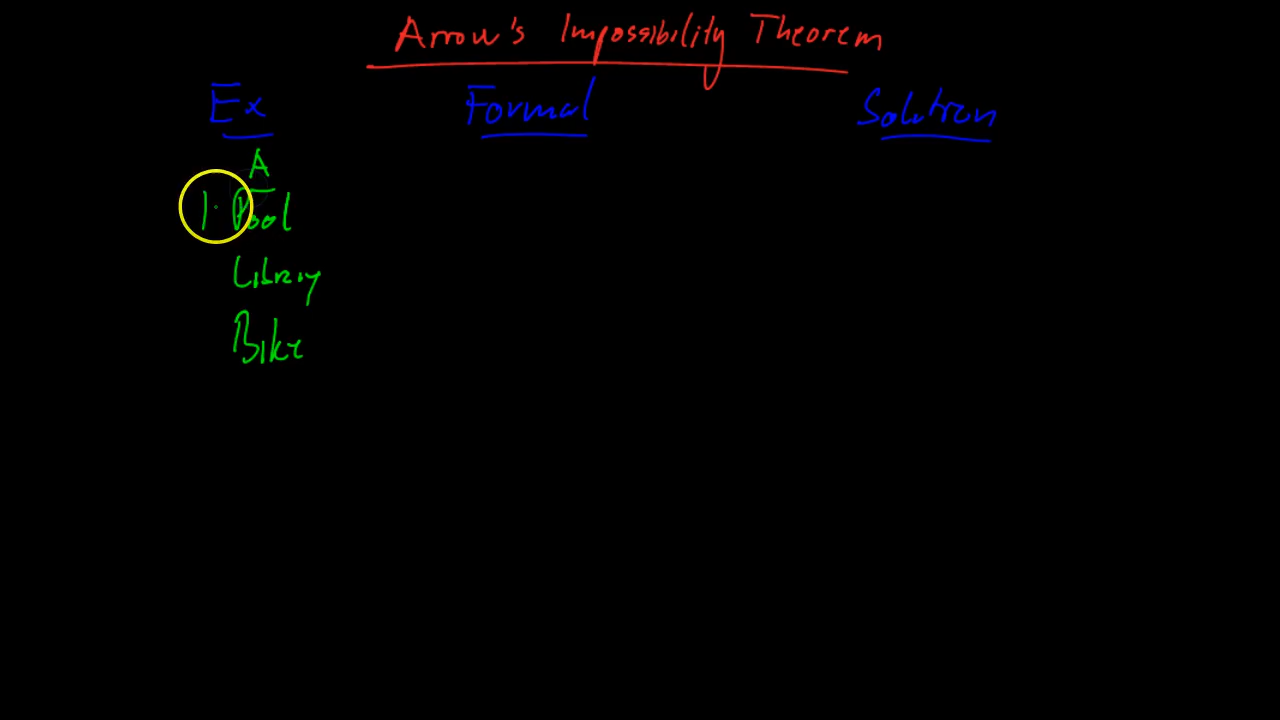 Arrow's Impossibility Theorem
Ex Formal Solution
A
1. Pool
Library
Bike